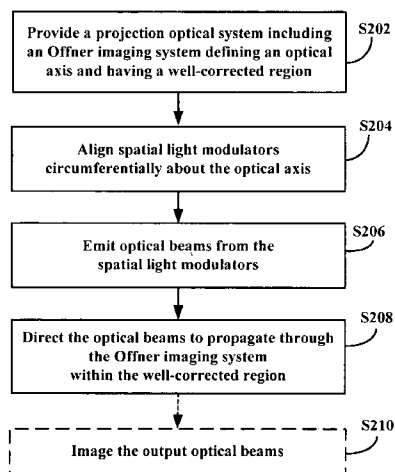 Provide a projection optical system including
an Offner imaging system defining an optical
axis and having a well-corrected region
S202
Align spatial light modulators
circumferentially about the optical axis
S204
Emit optical beams from the
spatial light modulators
S206
Direct the optical beams to propagate through
the Offner imaging system
within the well-corrected region
S208
Image the output optical beams
S210